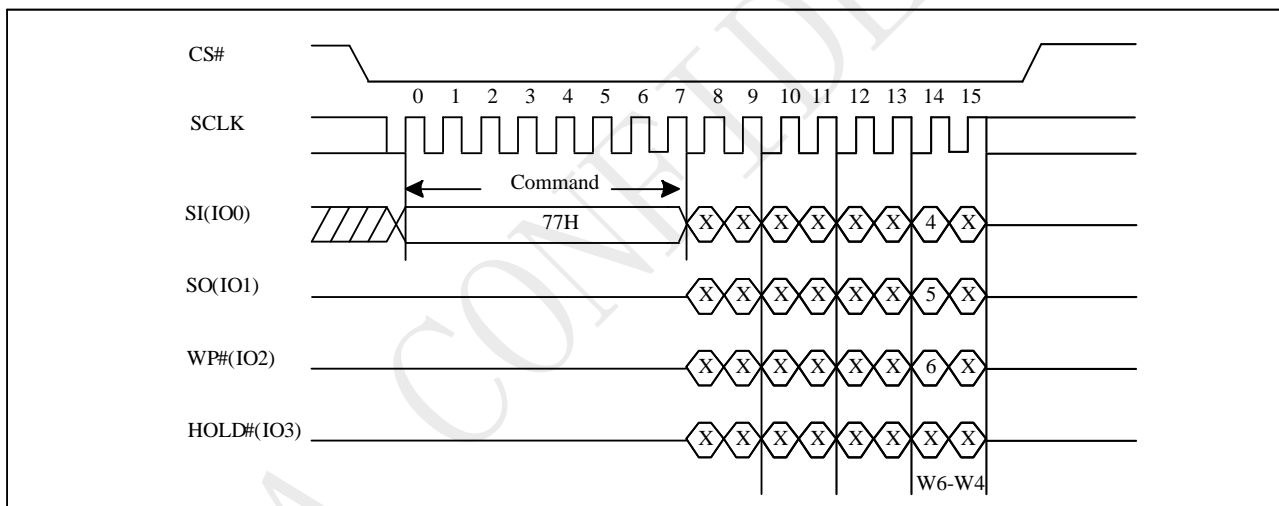 CS#
0 1 2 3 4 5 6 7 8 9 10 11 12 13 14 15
SCLK
Command
SI(IO0) 77H X X X X X X 4 X
SO(IO1) X X X X X X 5 X
WP#(IO2) X X X X X X 6 X
HOLD#(IO3) X X X X X X X X
W6-W4